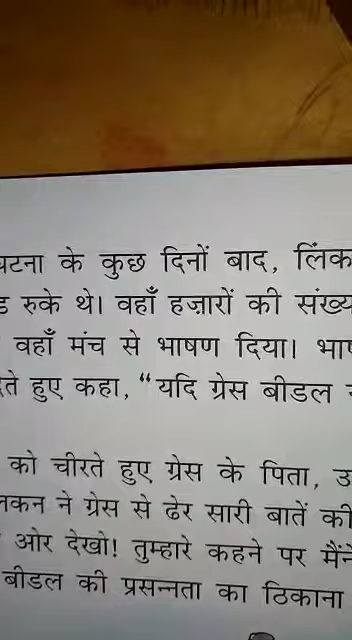 घटना के कुछ दिनों बाद, लिंक
रुके थे। वहाँ हज़ारों की संख्य
वहाँ मंच से भाषण दिया। भाष
ते हुए कहा, “यदि ग्रेस बीडल
को चीरते हुए ग्रेस के पिता, उ
लंकन ने ग्रेस से ढेर सारी बातें की
ओर देखो! तुम्हारे कहने पर मैंने
बीडल की प्रसन्नता का ठिकाना